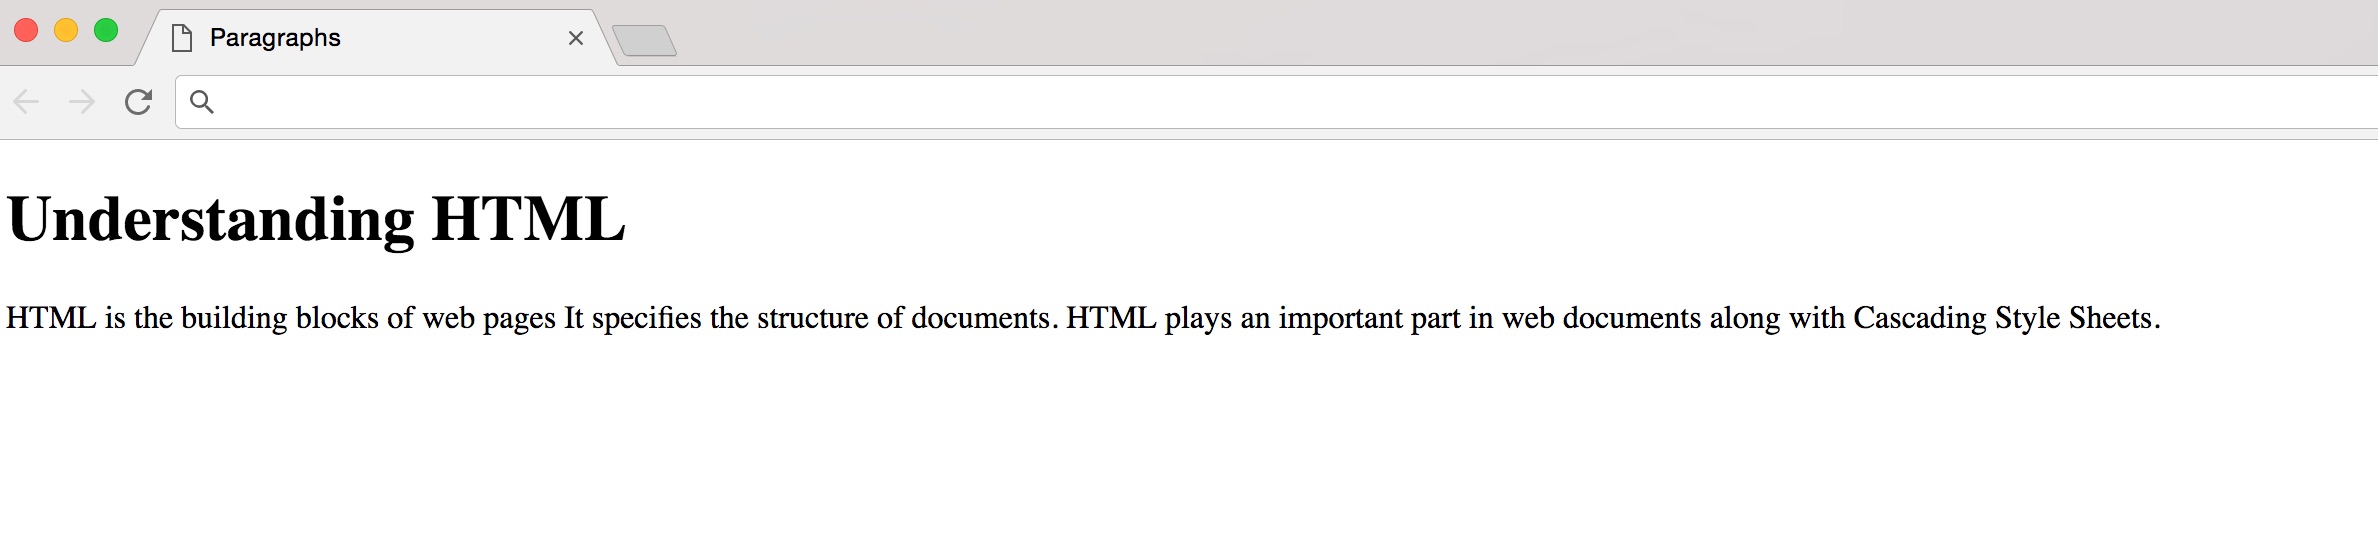 Paragraphs
Understanding HTML
HTML is the building blocks of web pages It specifies the structure of documents. HTML plays an important part in web documents along with Cascading Style Sheets.